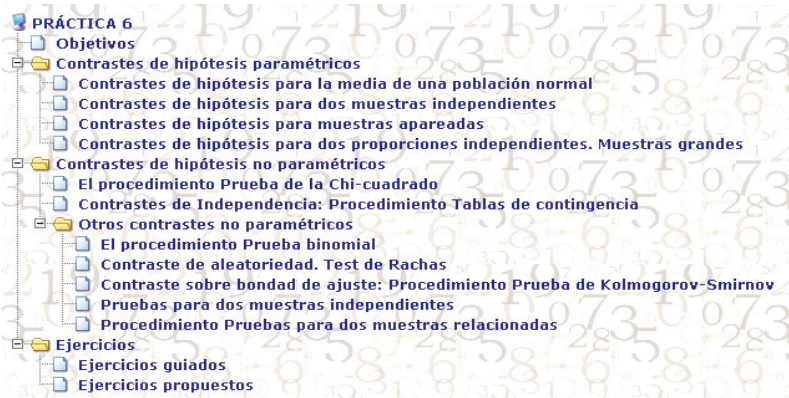 PRÁCTICA 6
Objetivos
Contrastes de hipótesis paramétricos
Contrastes de hipótesis para la media de una población normal
Contrastes de hipótesis para dos muestras independientes
Contrastes de hipótesis para muestras apareadas
Contrastes de hipótesis para dos proporciones independientes. Muestras grandes
Contrastes de hipótesis no paramétricos
El procedimiento Prueba de la Chi-cuadrado
Contrastes de Independencia: Procedimiento Tablas de contingencia
Otros contrastes no paramétricos
El procedimiento Prueba binomial
Contraste de aleatoriedad. Test de Rachas
Contraste sobre bondad de ajuste: Procedimiento Prueba de Kolmogorov-Smirnov
Pruebas para dos muestras independientes
Procedimiento Pruebas para dos muestras relacionadas
Ejercicios
Ejercicios guiados
Ejercicios propuestos